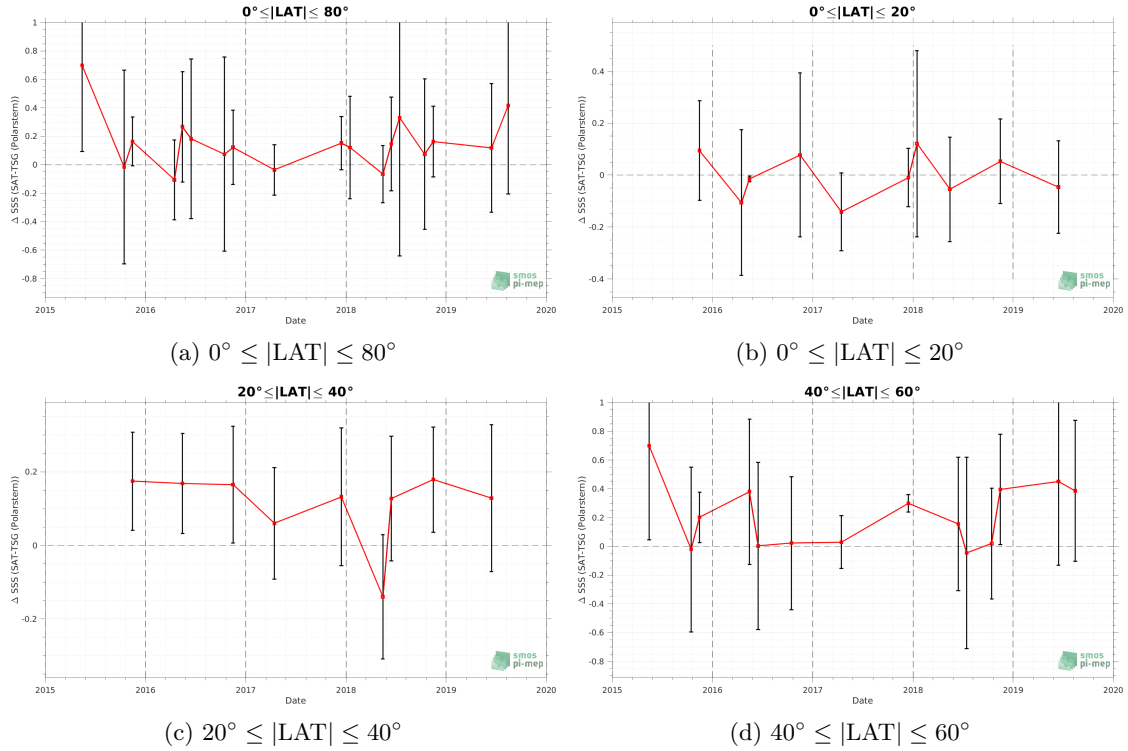 0°≤|LAT|≤ 80°
1
0.8
0.6
0.4
0.2
0
-0.2
-0.4
-0.6
-0.8
Δ SSS (SAT-TSG (Polarstern))
2015 2016 2017 2018 2019 2020
Date
smos
pi-mep
(a) 0° ≤ |LAT| ≤ 80°
0°≤|LAT|≤ 20°
0.4
0.2
0
-0.2
-0.4
Δ SSS (SAT-TSG (Polarstern))
2015 2016 2017 2018 2019 2020
Date
smos
pi-mep
(b) 0° ≤ |LAT| ≤ 20°
20°≤|LAT|≤ 40°
0.2
0
-0.2
Δ SSS (SAT-TSG (Polarstern))
2015 2016 2017 2018 2019 2020
Date
smos
pi-mep
(c) 20° ≤ |LAT| ≤ 40°
40°≤|LAT|≤ 60°
1
0.8
0.6
0.4
0.2
0
-0.2
-0.4
-0.6
-0.8
Δ SSS (SAT-TSG (Polarstern))
2015 2016 2017 2018 2019 2020
Date
smos
pi-mep
(d) 40° ≤ |LAT| ≤ 60°